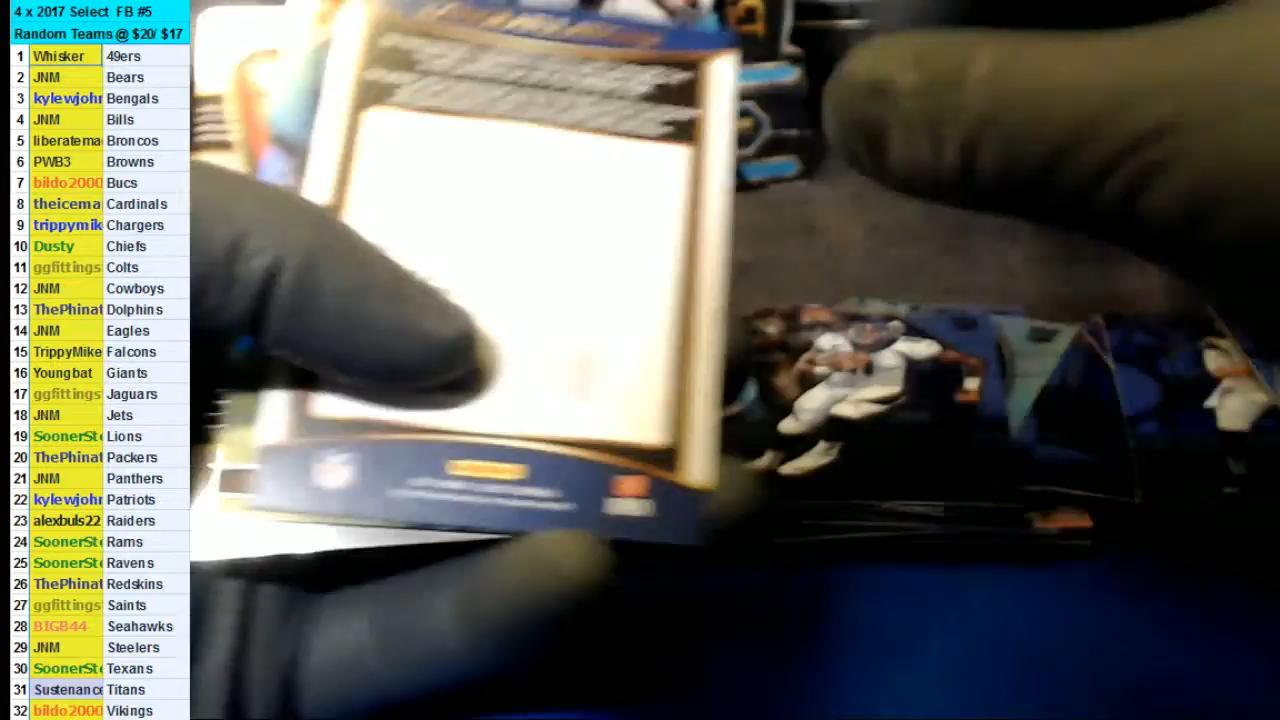 4 x 2017 Select FB #5
Random Teams @ $20/ $17
1 Whisker 49ers
2 JNM Bears
3 kylewjohr Bengals
4 JNM Bills
5 liberatema Broncos
6 PWB3 Browns
7 bildo2000 Bucs
8 theicema Cardinals
9 trippymik Chargers
10 Dusty Chiefs
11 ggfittings Colts
12 JNM Cowboys
13 ThePhinat Dolphins
14 JNM Eagles
15 TrippyMike Falcons
16 Youngbat Giants
17 ggfittings Jaguars
18 JNM Jets
19 SoonerSt Lions
20 ThePhinat Packers
21 JNM Panthers
22 kylewjohr Patriots
23 alexbuls22 Raiders
24 SoonerSt Rams
25 SoonerSt Ravens
26 ThePhinat Redskins
27 ggfittings Saints
28 BIGB44 Seahawks
29 JNM Steelers
30 SoonerSt Texans
31 Sustenance Titans
32 bildo2000 Vikings